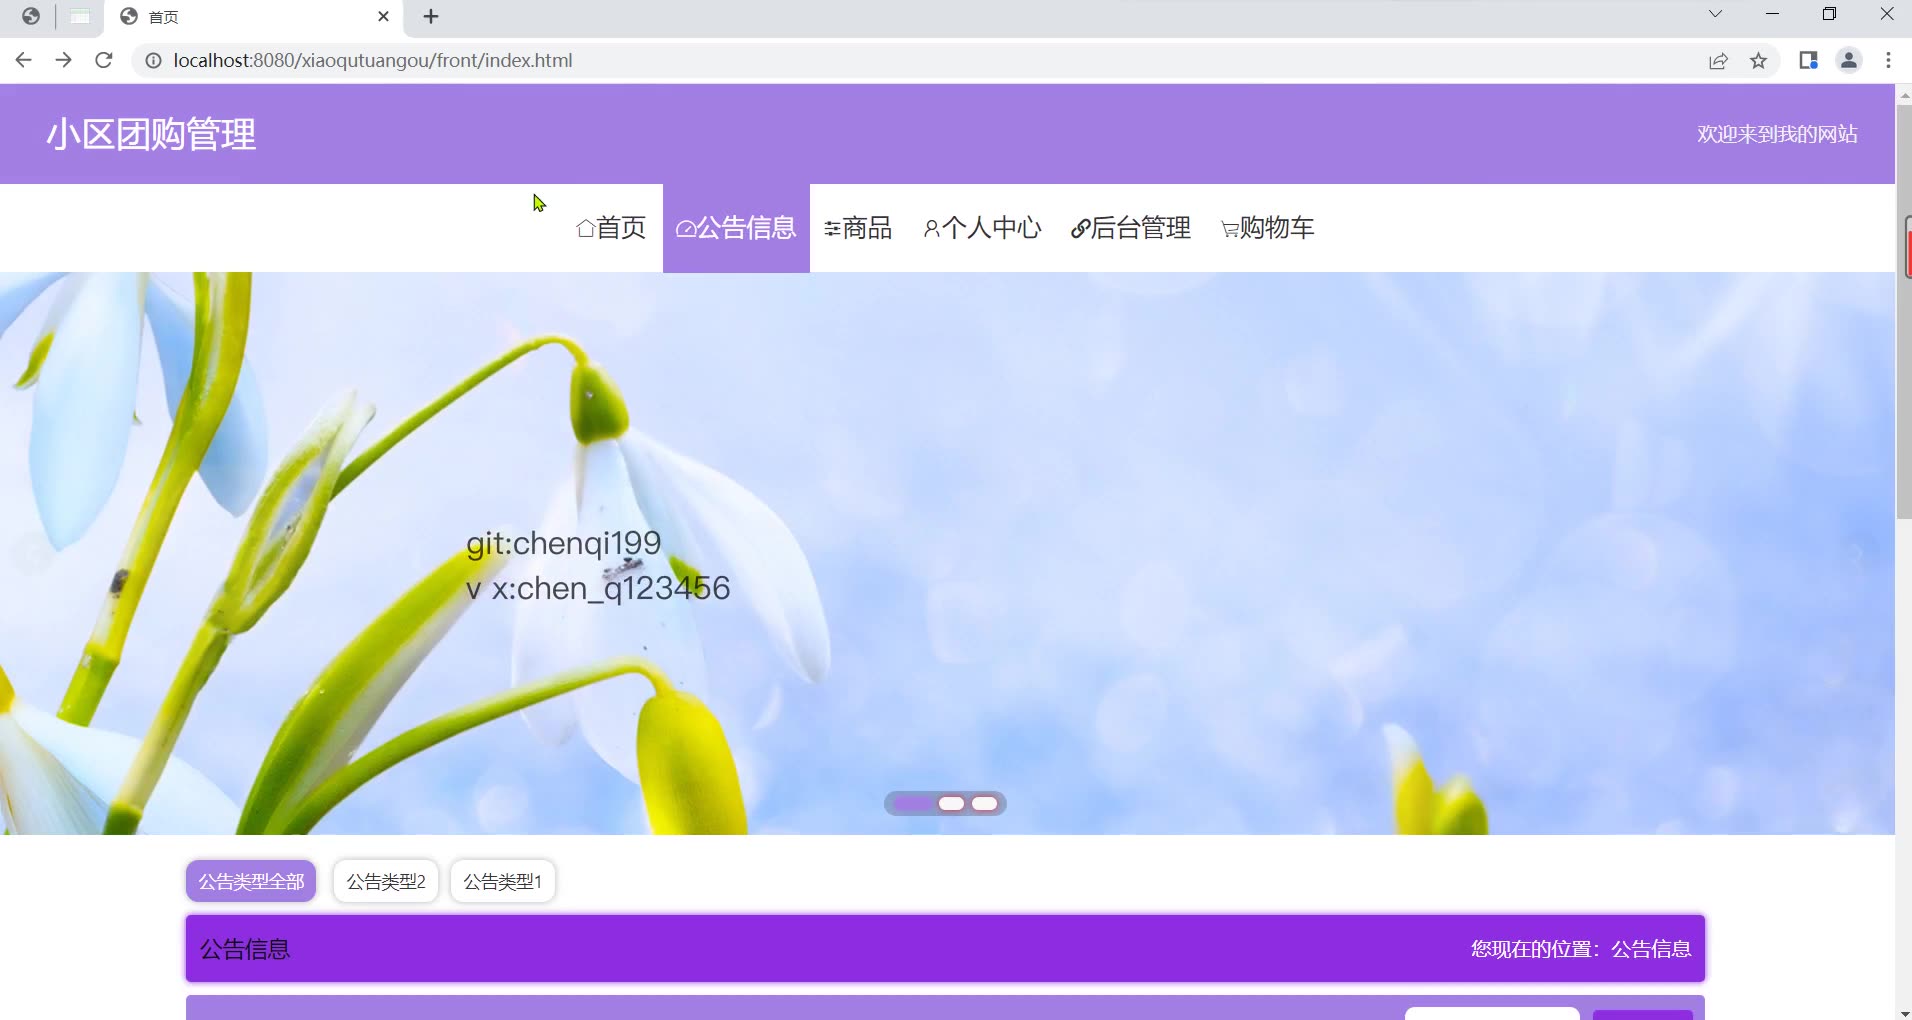 首页
localhost:8080/xiaoqutuangou/front/index.html
小区团购管理
欢迎来到我的网站
首页 公告信息 商品 个人中心 后台管理 购物车
git:chenqi199
v x:chen_q123456
公告类型全部 公告类型2 公告类型1
公告信息
您现在的位置：公告信息